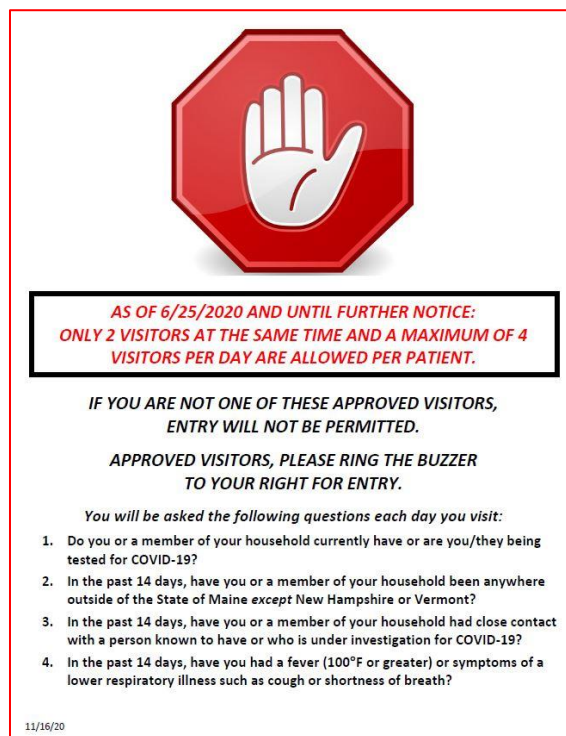 AS OF 6/25/2020 AND UNTIL FURTHER NOTICE:
ONLY 2 VISITORS AT THE SAME TIME AND A MAXIMUM OF 4
VISITORS PER DAY ARE ALLOWED PER PATIENT.
IF YOU ARE NOT ONE OF THESE APPROVED VISITORS,
ENTRY WILL NOT BE PERMITTED.
APPROVED VISITORS, PLEASE RING THE BUZZER
TO YOUR RIGHT FOR ENTRY.
You will be asked the following questions each day you visit:
1. Do you or a member of your household currently have or are you/they being
tested for COVID-19?
2. In the past 14 days, have you or a member of your household been anywhere
outside of the State of Maine except New Hampshire or Vermont?
3. In the past 14 days, have you or a member of your household had close contact
with a person known to have or who is under investigation for COVID-19?
4. In the past 14 days, have you had a fever (100°F or greater) or symptoms of a
lower respiratory illness such as cough or shortness of breath?
11/16/20